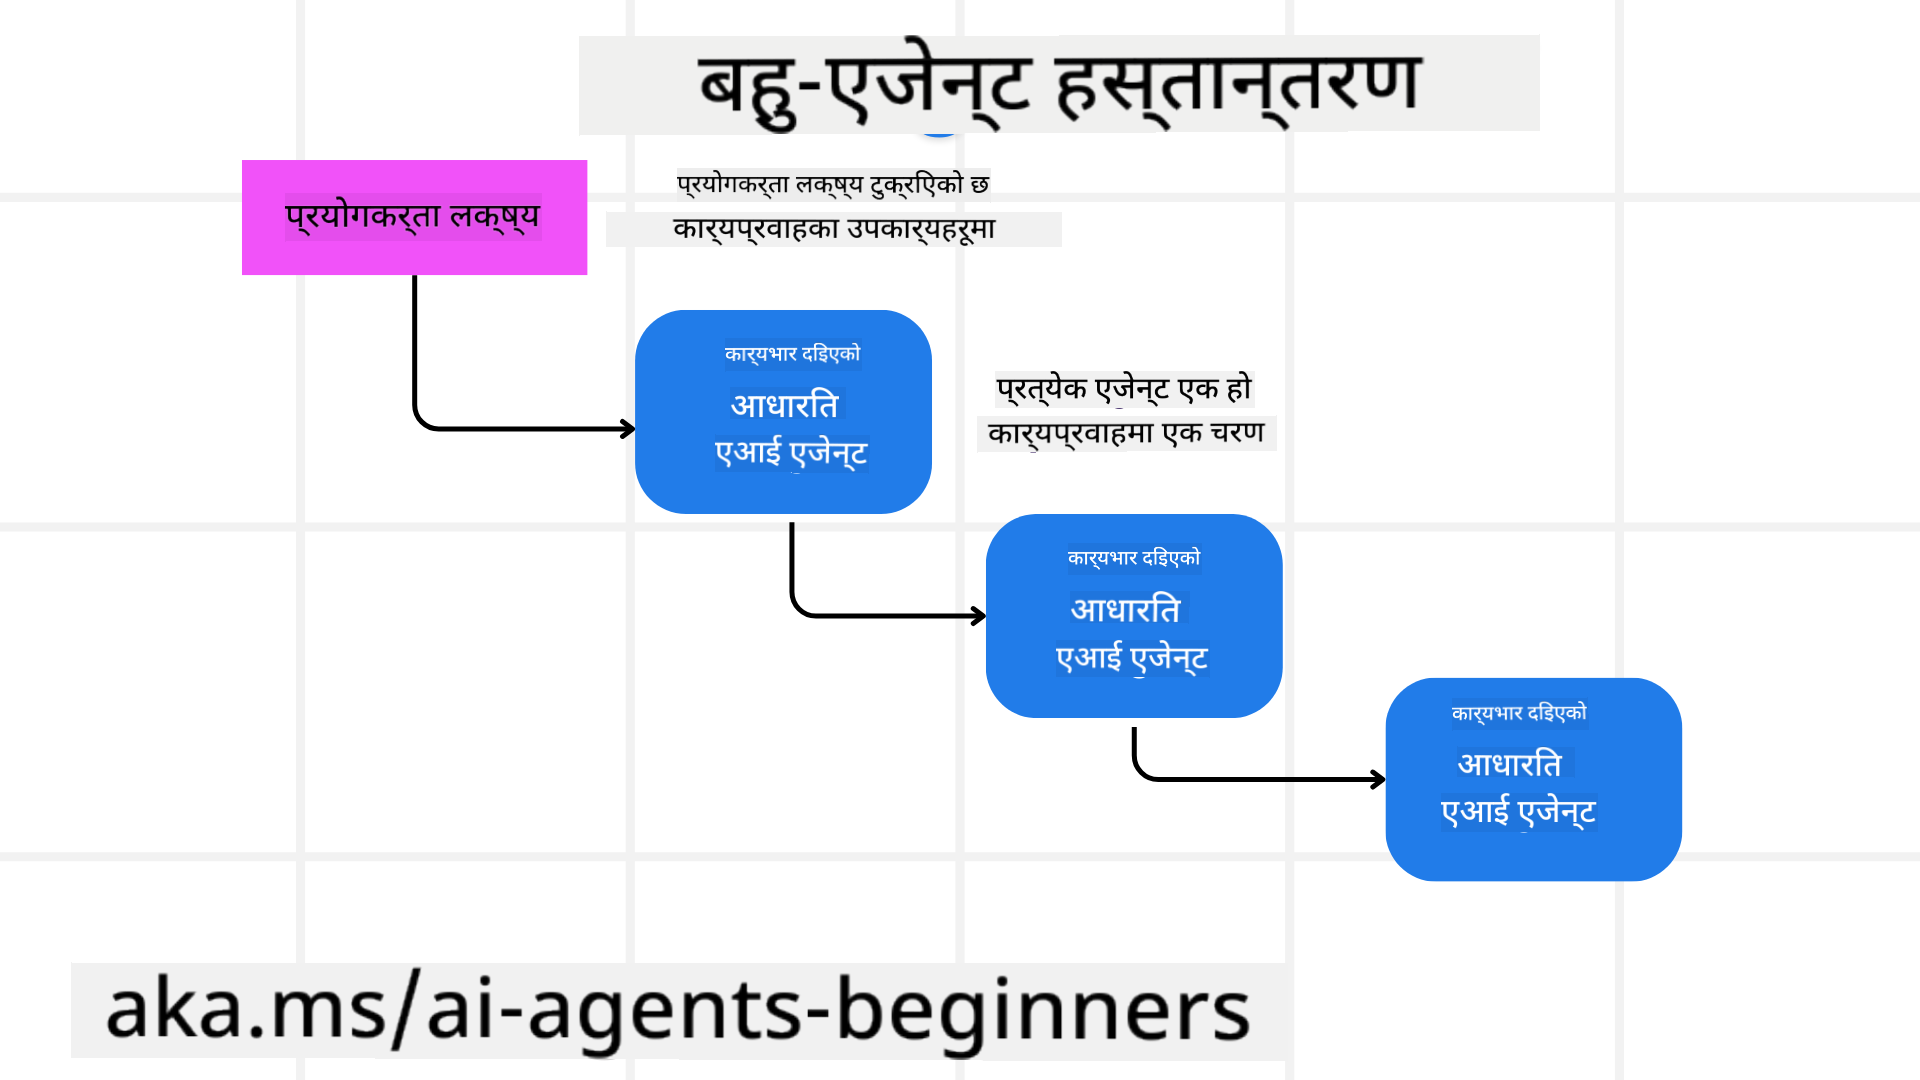 बहु-एजेन्ट हस्तान्तरण
प्रयोगकर्ता लक्ष्य
प्रयोगकर्ता लक्ष्य टुक्रिएको छ
कार्यप्रवाहका उपकार्यहरूमा
कार्यभार दिइएको
आधारित
एआई एजेन्ट
प्रत्येक एजेन्ट एक हो
कार्यप्रवाहमा एक चरण
कार्यभार दिइएको
आधारित
एआई एजेन्ट
कार्यभार दिइएको
आधारित
एआई एजेन्ट
aka.ms/ai-agents-beginners